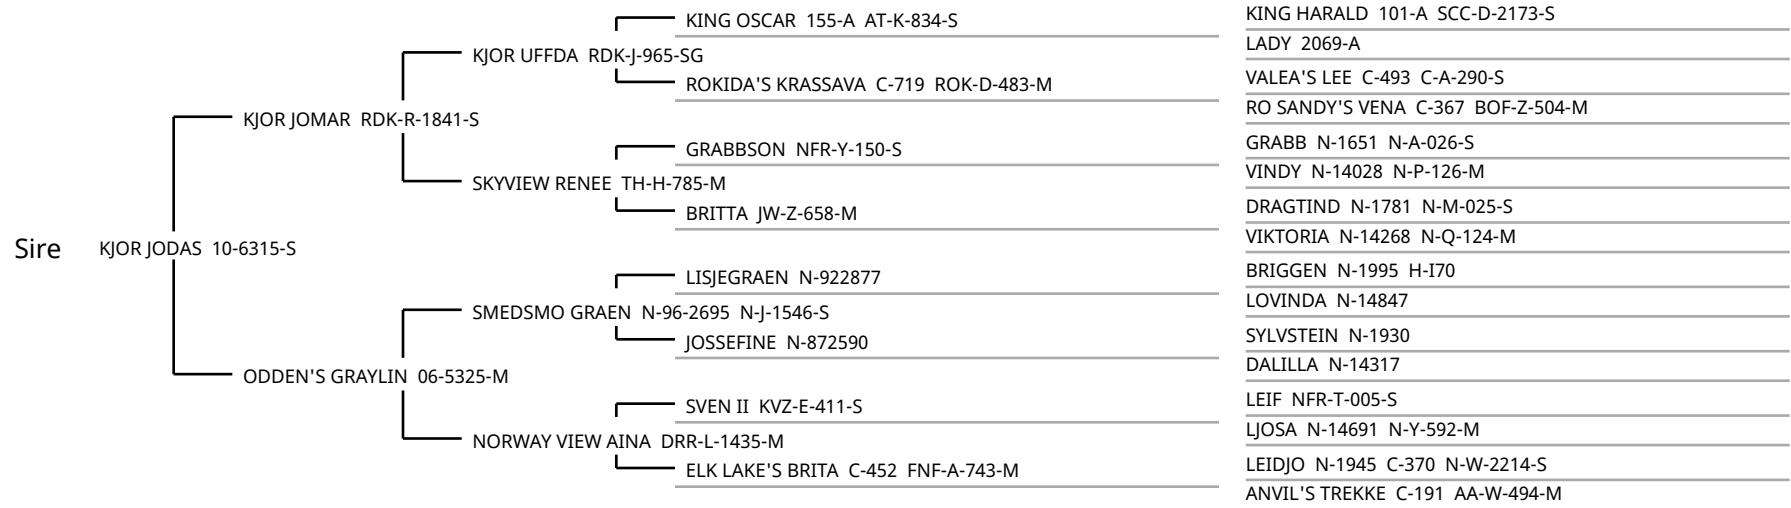 KING OSCAR 155-A AT-K-834-S
KING HARALD 101-A SCC-D-2173-S
LADY 2069-A
KJOR UFFDA RDK-J-965-SG
ROKIDA'S KRASSAVA C-719 ROK-D-483-M
VALEA'S LEE C-493 C-A-290-S
RO SANDY'S VENA C-367 BOF-Z-504-M
KJOR JOMAR RDK-R-1841-S
GRABBSON NFR-Y-150-S
GRABB N-1651 N-A-026-S
VINDY N-14028 N-P-126-M
SKYVIEW RENEE TH-H-785-M
BRITTA JW-Z-658-M
DRAGTIND N-1781 N-M-025-S
VIKTORIA N-14268 N-Q-124-M
Sire KJOR JODAS 10-6315-S
LISJEGRAEN N-922877
BRIGGEN N-1995 H-I70
LOVINDA N-14847
SMEDSMO GRAEN N-96-2695 N-J-1546-S
JOSSEFINE N-872590
SYLVSTEIN N-1930
DALILLA N-14317
ODDEN'S GRAYLIN 06-5325-M
SVEN II KVZ-E-411-S
LEIF NFR-T-005-S
LJOSA N-14691 N-Y-592-M
NORWAY VIEW AINA DRR-L-1435-M
ELK LAKE'S BRITA C-452 FNF-A-743-M
LEIDJO N-1945 C-370 N-W-2214-S
ANVIL'S TREKKE C-191 AA-W-494-M